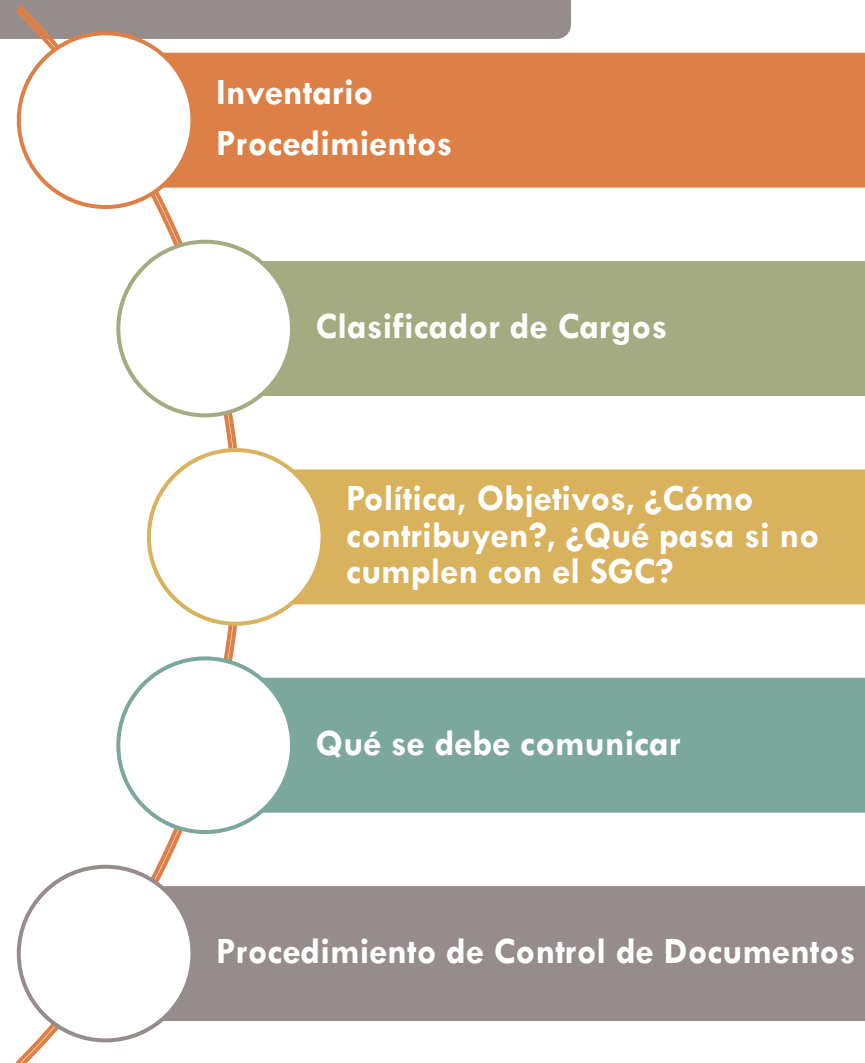 Inventario
Procedimientos
Clasificador de Cargos
Política, Objetivos, ¿Cómo
contribuyen?, ¿Qué pasa si no
cumplen con el SGC?
Qué se debe comunicar
Procedimiento de Control de Documentos